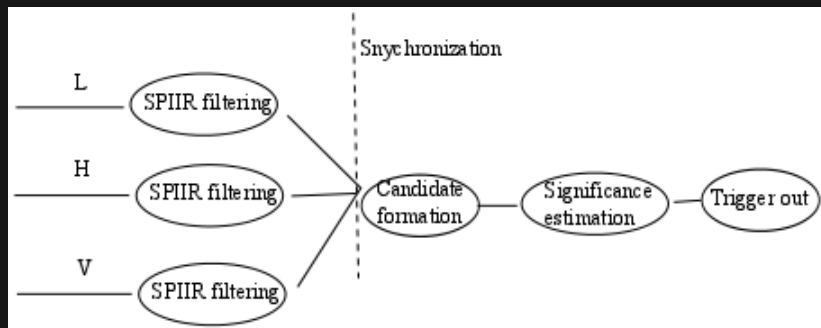 Snychronization
L
SPIIR filtering
H
SPIIR filtering
Candidate
formation
Significance
estimation
Trigger out
V
SPIIR filtering